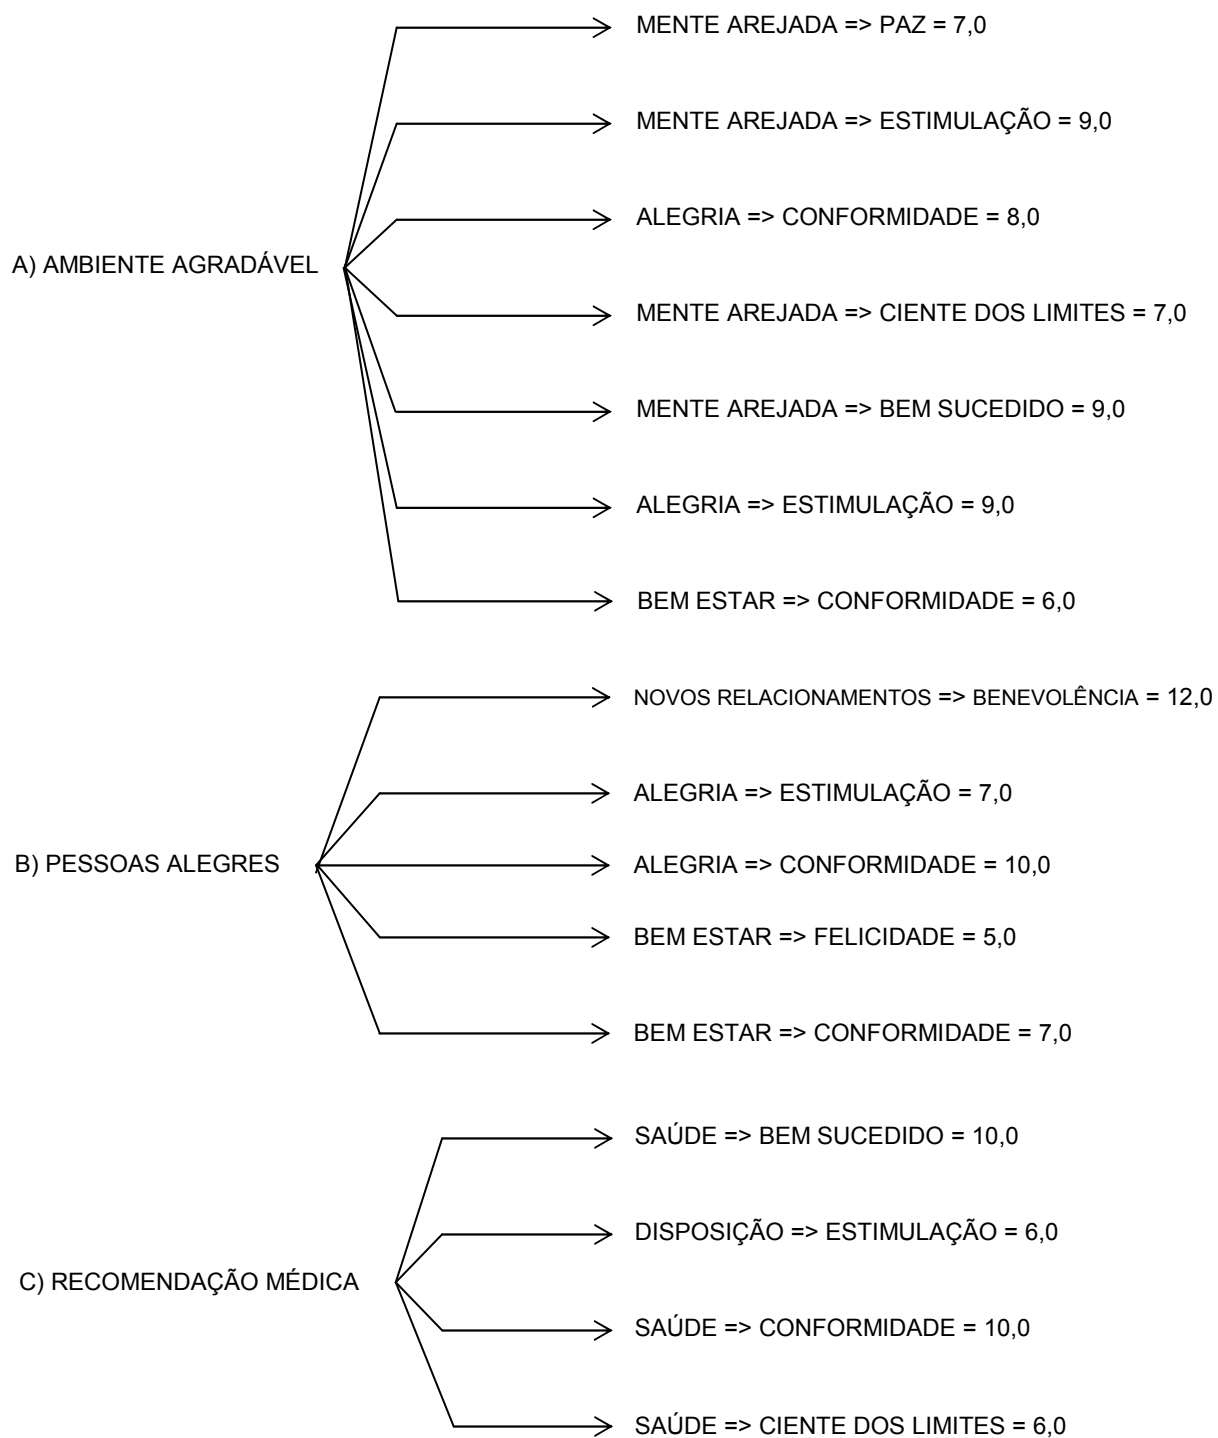 MENTE AREJADA => PAZ = 7,0
MENTE AREJADA => ESTIMULAÇÃO = 9,0
ALEGRIA => CONFORMIDADE = 8,0
A) AMBIENTE AGRADÁVEL
MENTE AREJADA => CIENTE DOS LIMITES = 7,0
MENTE AREJADA => BEM SUCEDIDO = 9,0
ALEGRIA => ESTIMULAÇÃO = 9,0
BEM ESTAR => CONFORMIDADE = 6,0
NOVOS RELACIONAMENTOS => BENEVOLÊNCIA = 12,0
ALEGRIA => ESTIMULAÇÃO = 7,0
B) PESSOAS ALEGRES
ALEGRIA => CONFORMIDADE = 10,0
BEM ESTAR => FELICIDADE = 5,0
BEM ESTAR => CONFORMIDADE = 7,0
SAÚDE => BEM SUCEDIDO = 10,0
DISPOSIÇÃO => ESTIMULAÇÃO = 6,0
C) RECOMENDAÇÃO MÉDICA
SAÚDE => CONFORMIDADE = 10,0
SAÚDE => CIENTE DOS LIMITES = 6,0